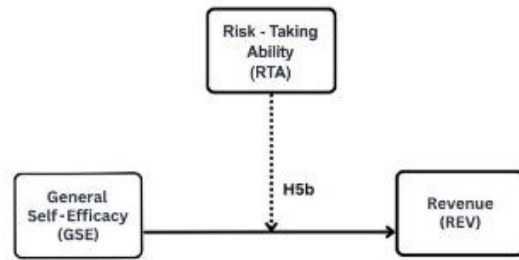 Risk - Taking
Ability
(RTA)
H5b
General
Self-Efficacy
(GSE)
Revenue
(REV)